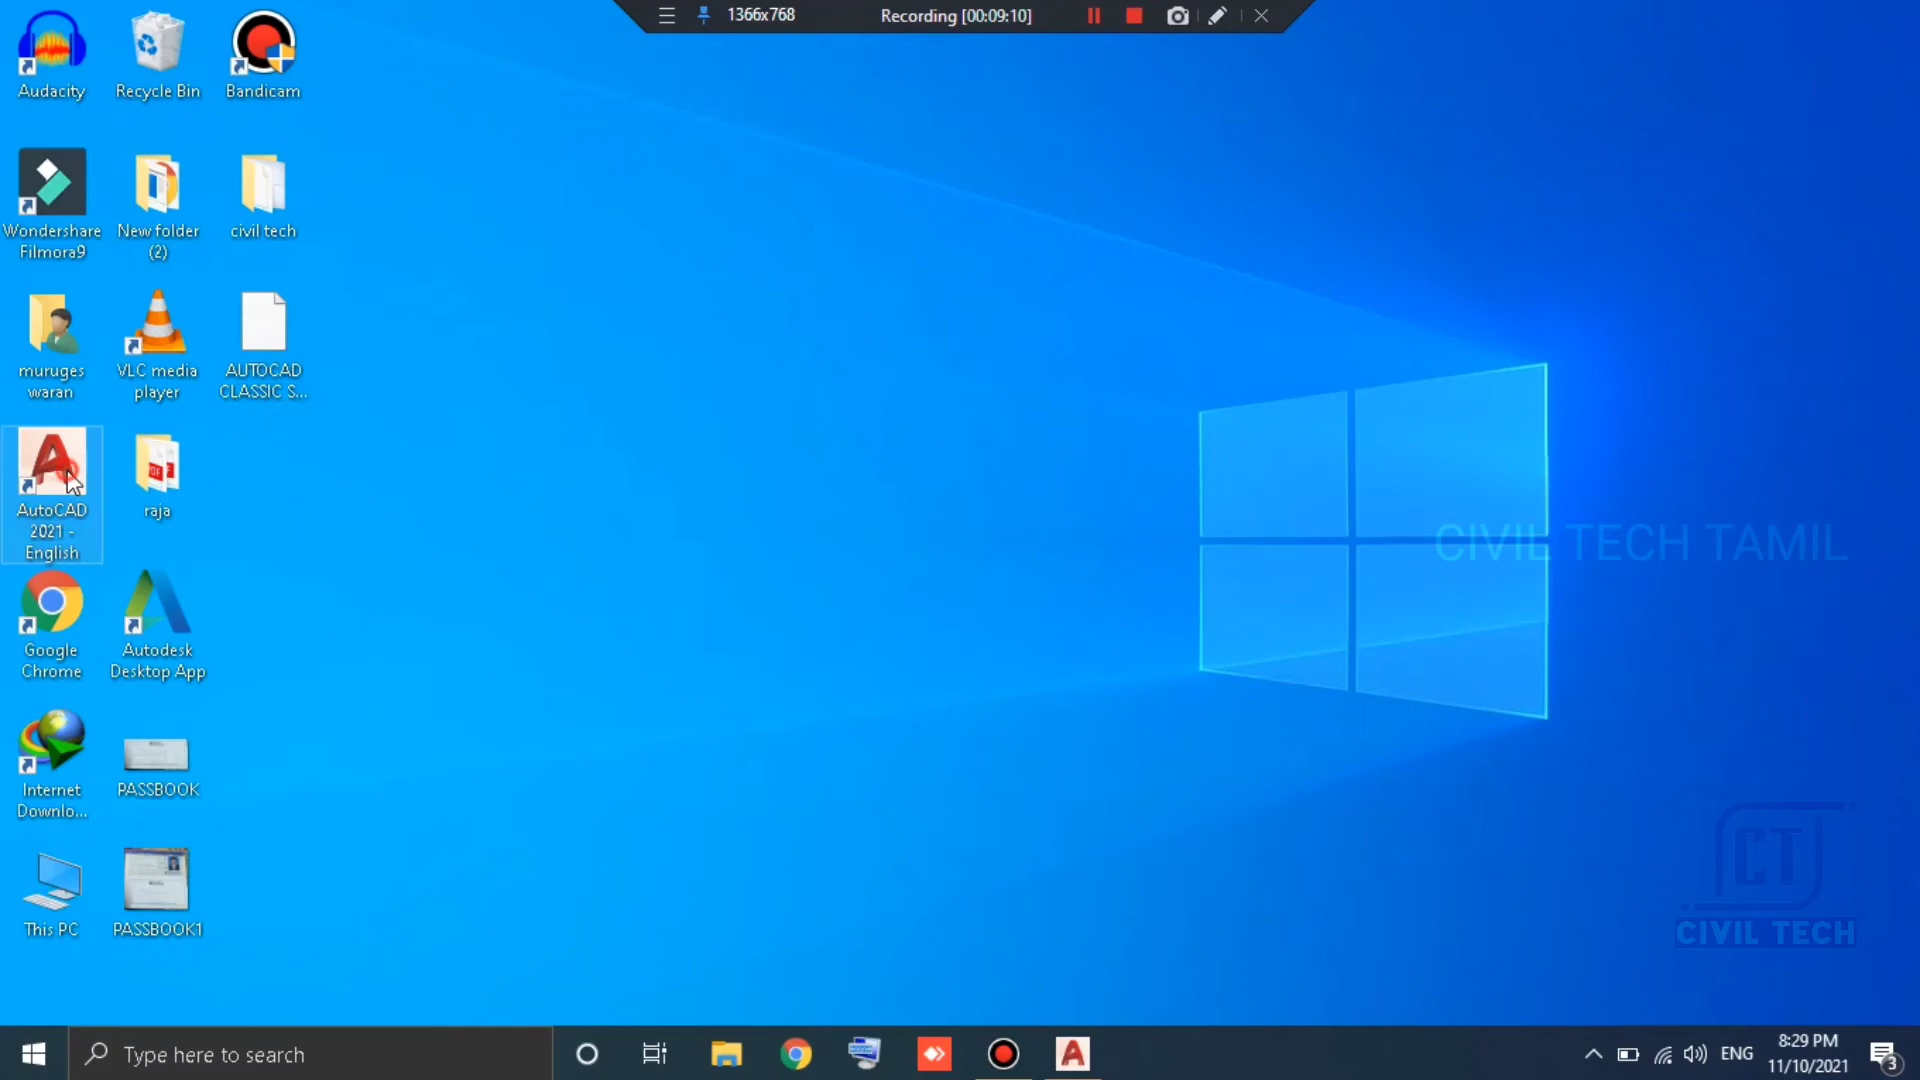 1366x768
Recording [00:09:10]
Audacity
Recycle Bin
Bandicam
Wondershare
Filmora9
New folder
(2)
civil tech
muruges
waran
VLC media
player
AUTOCAD
CLASSIC S...
AutoCAD
2021 -
English
raja
Google
Chrome
Autodesk
Desktop App
Internet
Downlo...
PASSBOOK
This PC
PASSBOOK1
CIVIL TECH TAMIL
CT
CIVIL TECH
Type here to search
ENG
8:29 PM
11/10/2021
3